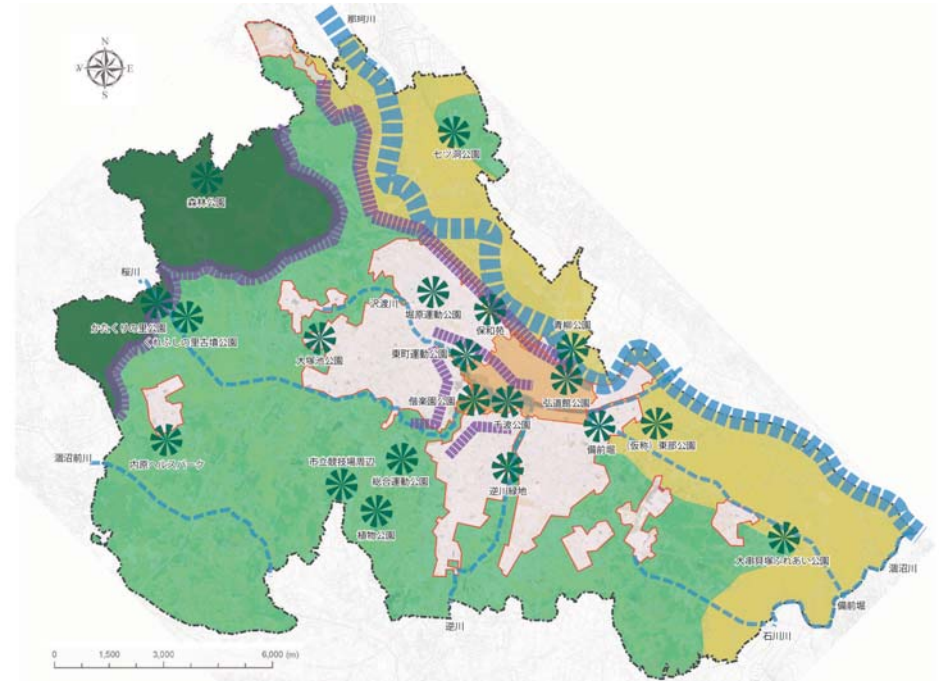 那珂川
N
W
E
S
七ツ洞公園
森林公園
桜川
沢渡川
堀原運動公園
保和苑
かたくりの里公園
くれふしの里古墳公園
大塚池公園
東町運動公園
青柳公園
偕楽園公園
千波公園
弘道館公園
備前堀
(仮称)東部公園
内原ヘルスパーク
涸沼前川
市立競技場周辺
総合運動公園
逆川緑地
植物公園
大串貝塚ふれあい公園
涸沼川
備前堀
石川川
逆川
0 1,500 3,000 6,000 (m)